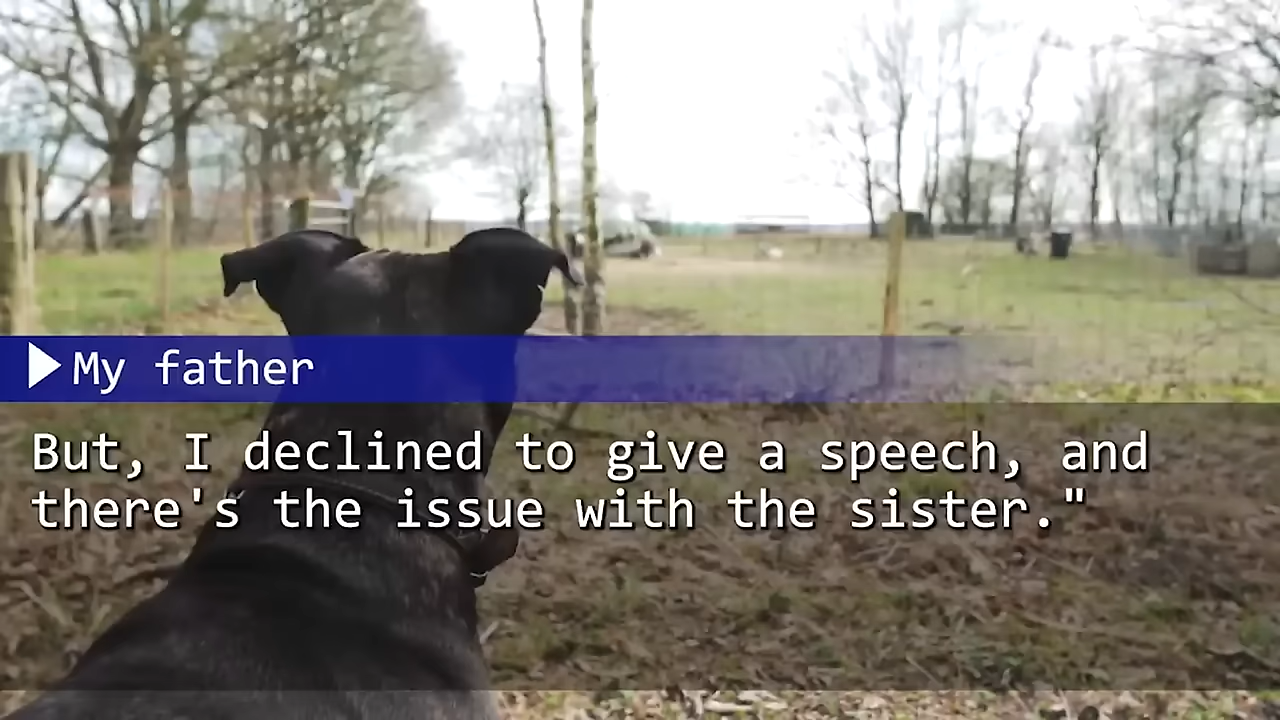 My father
But, I declined to give a speech, and
there's the issue with the sister."